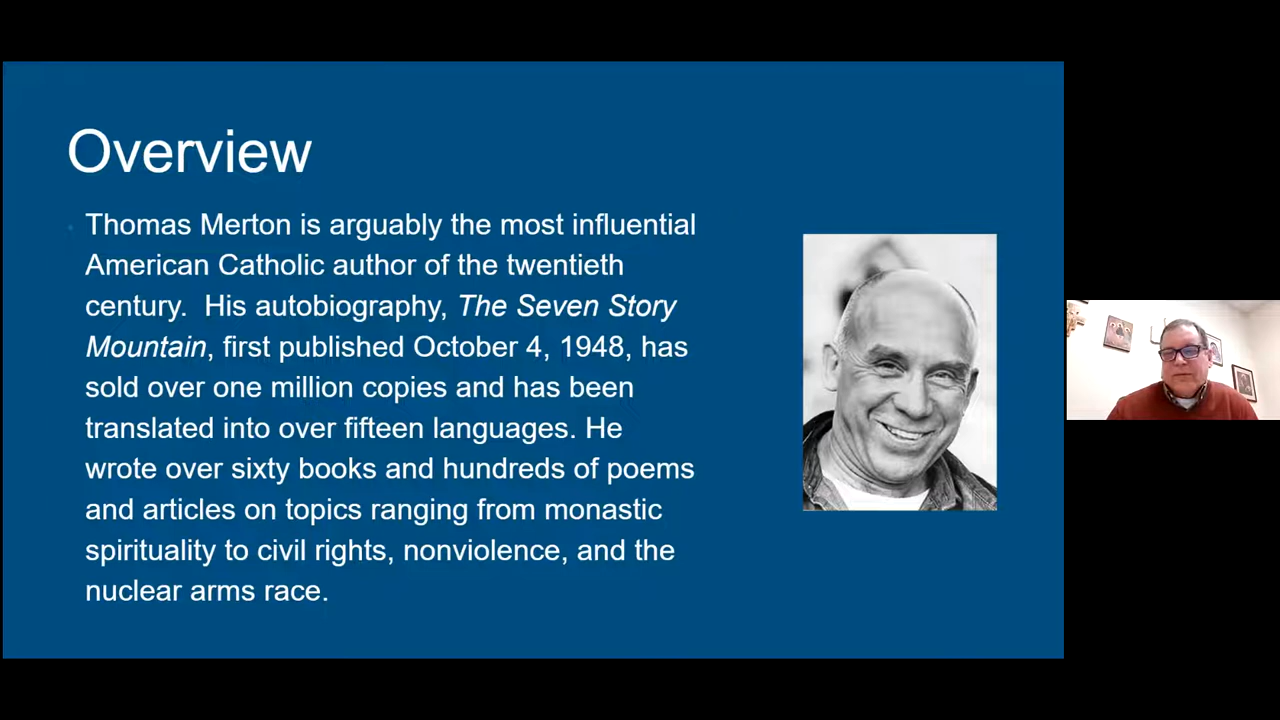 Overview
Thomas Merton is arguably the most influential
American Catholic author of the twentieth
century.  His autobiography, The Seven Story
Mountain, first published October 4, 1948, has
sold over one million copies and has been
translated into over fifteen languages. He
wrote over sixty books and hundreds of poems
and articles on topics ranging from monastic
spirituality to civil rights, nonviolence, and the
nuclear arms race.